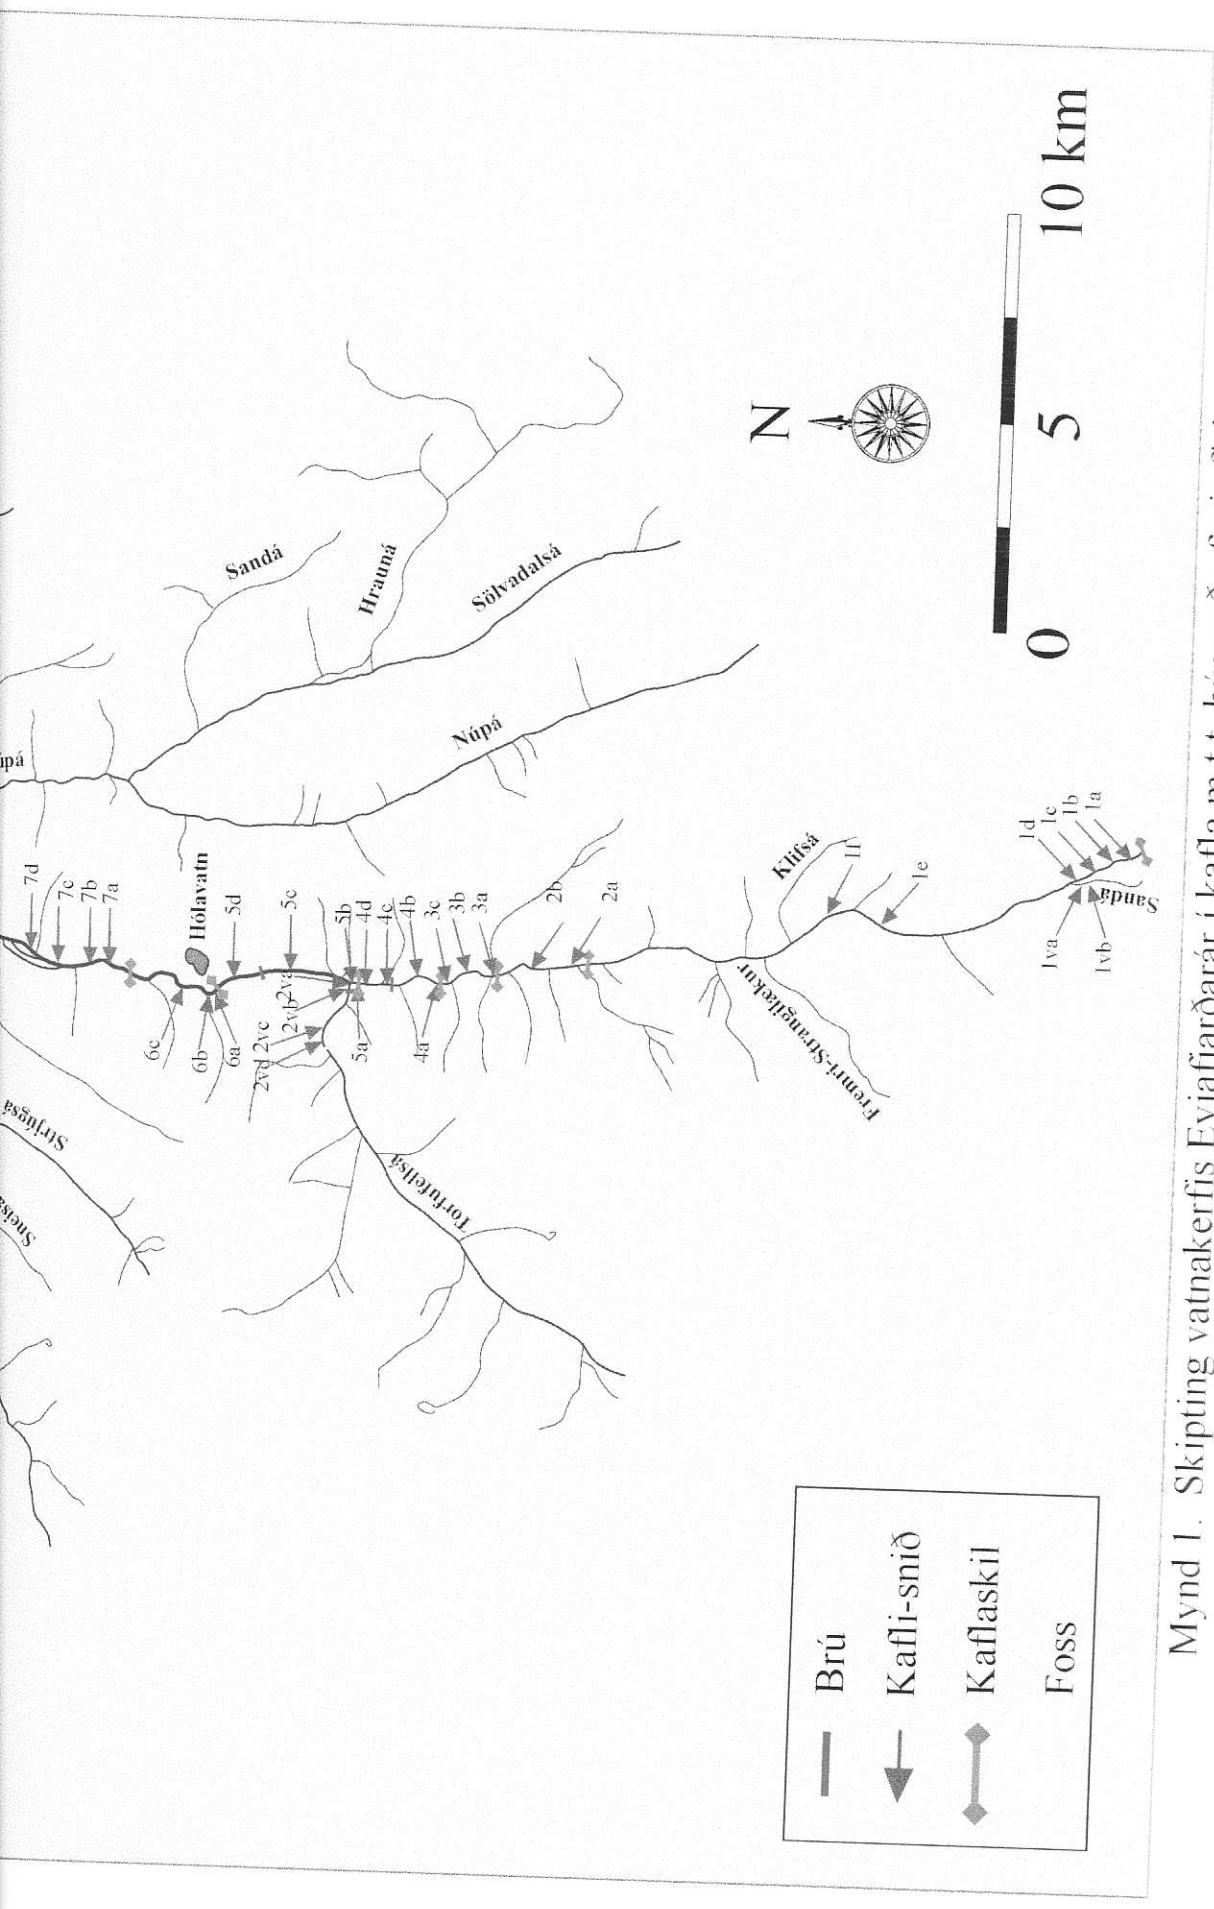 7d
7c
7b
7a
Hólavatn
5d
5c
5b
4d
4c
4b
3c
3b
3a
2b
2a
6c
6b
6a
2va
2vb
2vc
2vd
5a
4a
Sandá
Hrauná
Sölvadalsá
Núpá
Klifsá
1f
1e
1d
1c
1b
1a
1va
1vb
Sandá
Fremri-Strangilækur
Torfufellsá
Strjúgsá
N
0
5
10 km
Brú
Kafli-snið
Kaflaskil
Foss
Mynd 1. Skipting vatnakerfis Eyjafjarðarár í kafla m.t.t.